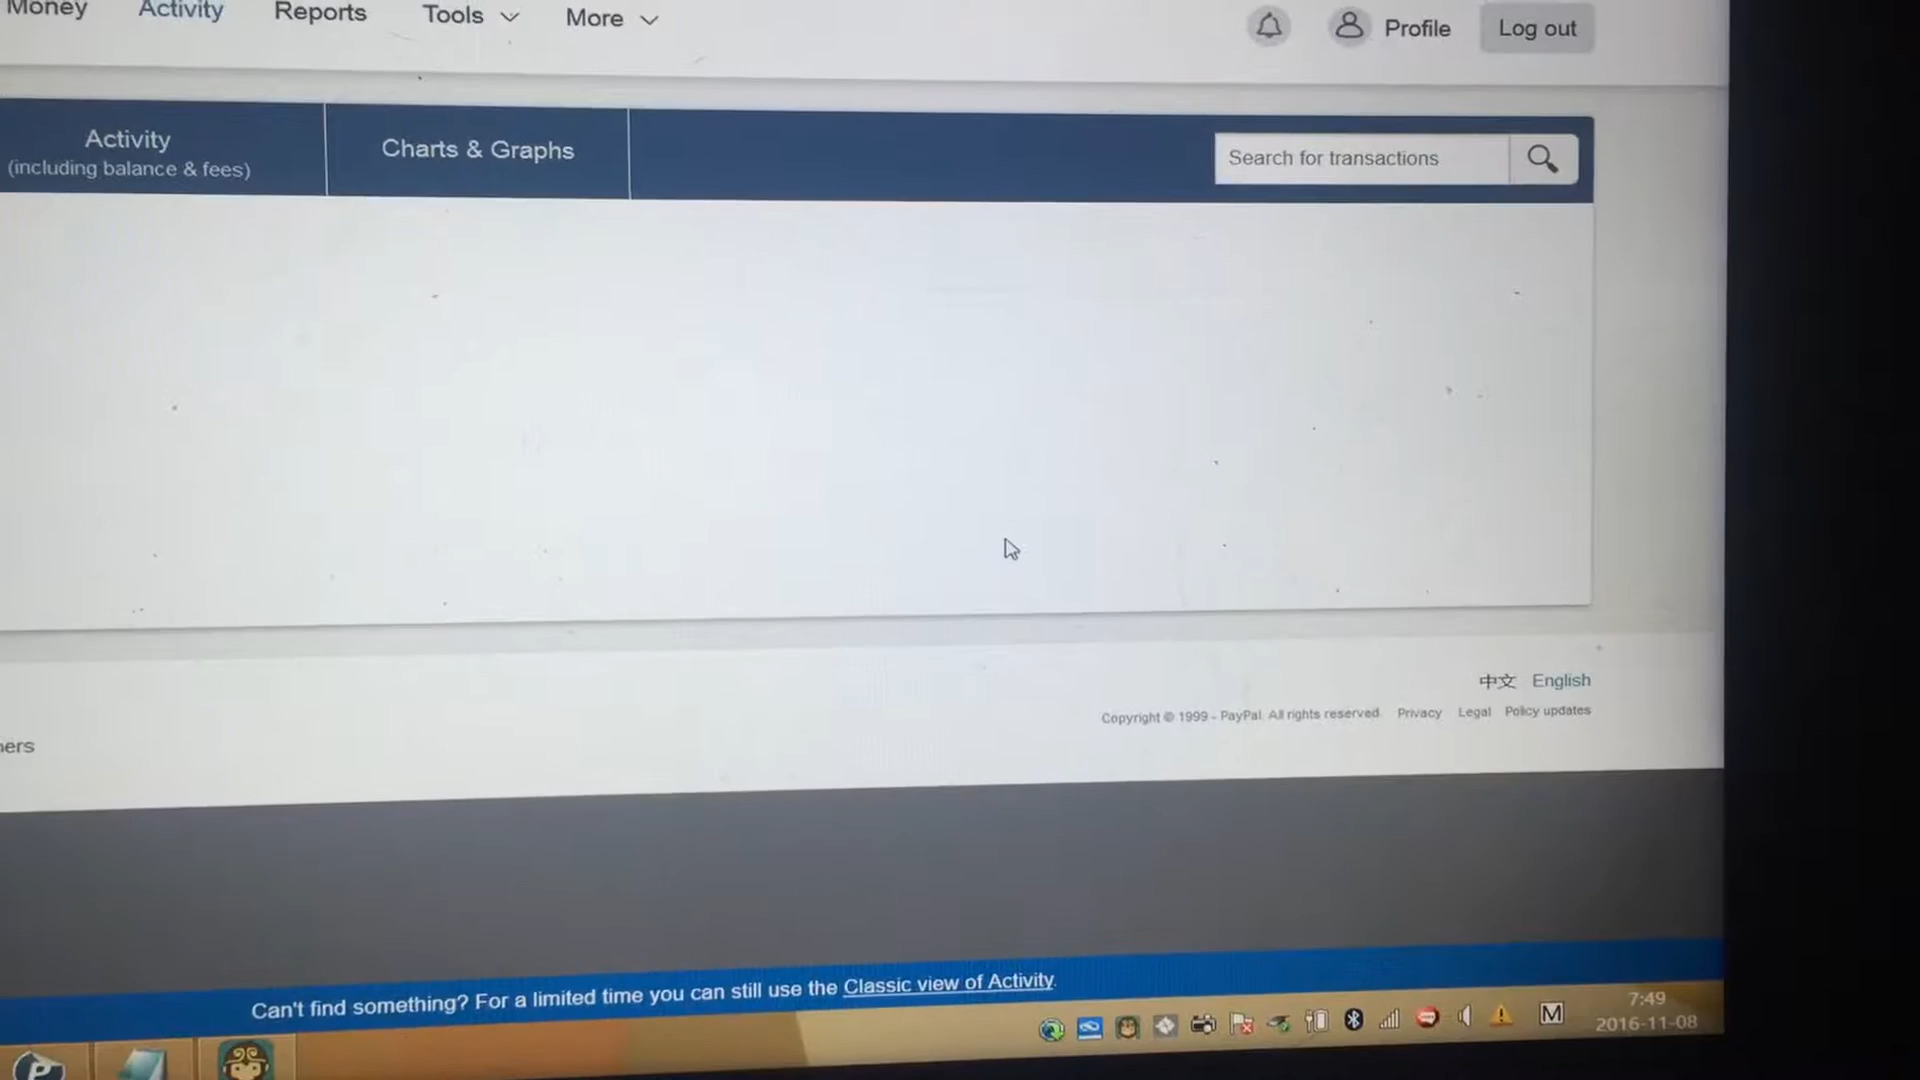 Money Activity Reports Tools More Profile Log out
Activity
(including balance & fees)
Charts & Graphs
Search for transactions
中文 English
Copyright © 1999 - PayPal. All rights reserved. Privacy Legal Policy updates
ners
Can't find something? For a limited time you can still use the Classic view of Activity.
M
7:49
2016-11-08